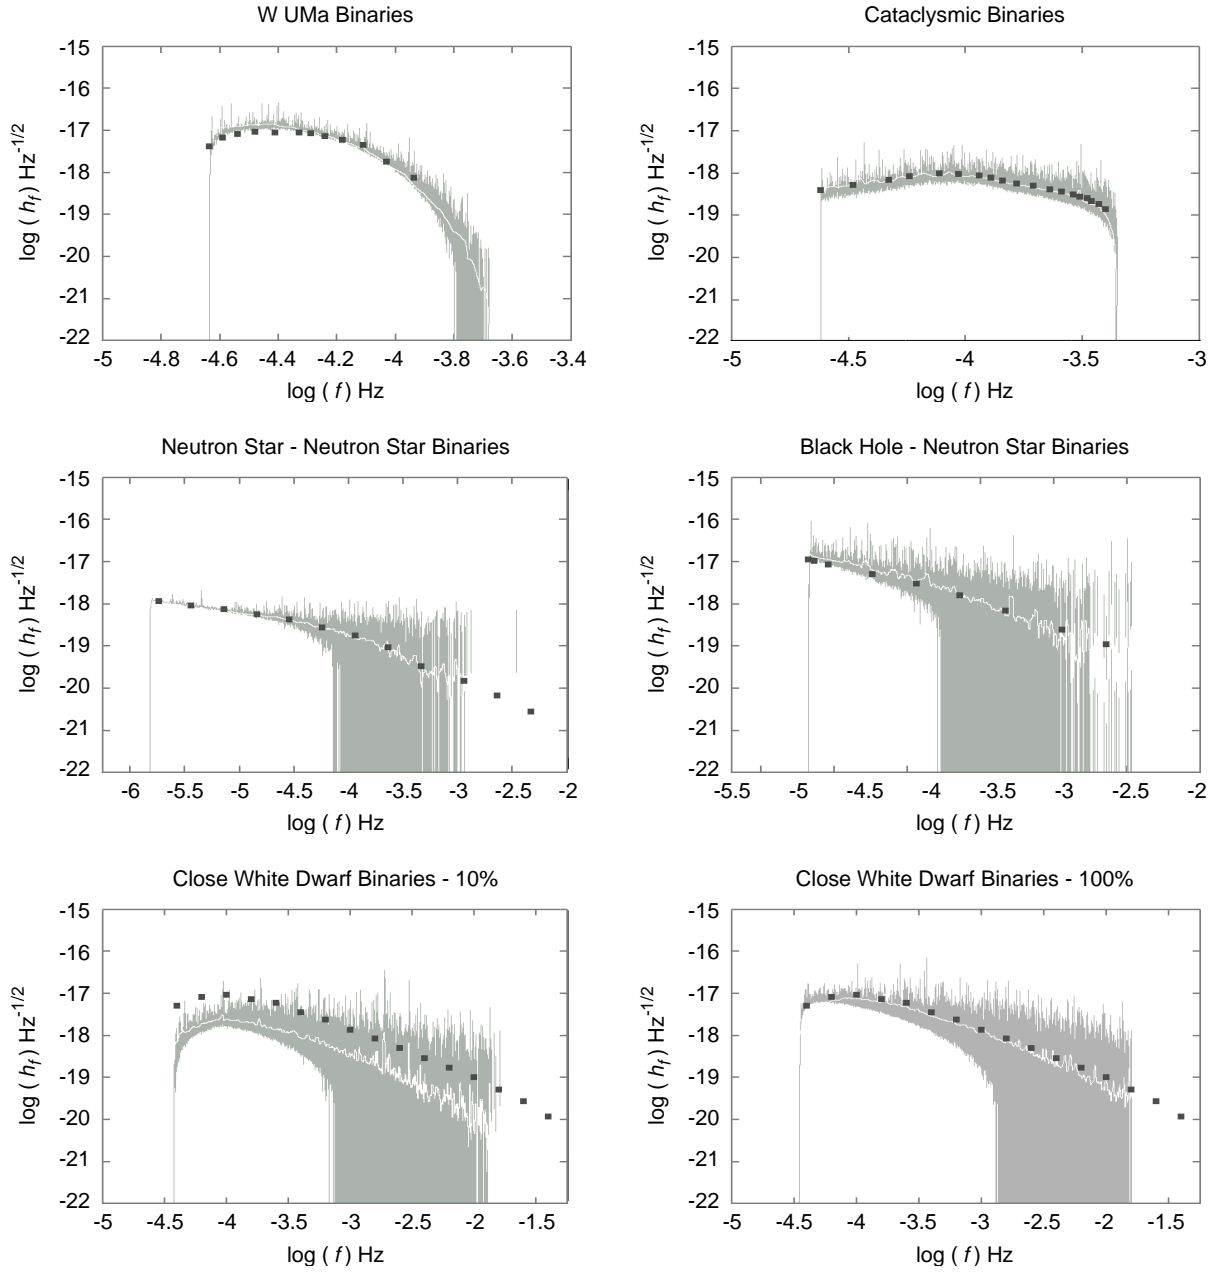 W UMa Binaries
-15
-16
-17
-18
-19
-20
-21
-22
log ( h_f ) Hz^-1/2
-5 -4.8 -4.6 -4.4 -4.2 -4 -3.8 -3.6 -3.4
log ( f ) Hz
Cataclysmic Binaries
-15
-16
-17
-18
-19
-20
-21
-22
log ( h_f ) Hz^-1/2
-5 -4.5 -4 -3.5 -3
log ( f ) Hz
Neutron Star - Neutron Star Binaries
-15
-16
-17
-18
-19
-20
-21
-22
log ( h_f ) Hz^-1/2
-6 -5.5 -5 -4.5 -4 -3.5 -3 -2.5 -2
log ( f ) Hz
Black Hole - Neutron Star Binaries
-15
-16
-17
-18
-19
-20
-21
-22
log ( h_f ) Hz^-1/2
-5.5 -5 -4.5 -4 -3.5 -3 -2.5 -2
log ( f ) Hz
Close White Dwarf Binaries - 10%
-15
-16
-17
-18
-19
-20
-21
-22
log ( h_f ) Hz^-1/2
-5 -4.5 -4 -3.5 -3 -2.5 -2 -1.5
log ( f ) Hz
Close White Dwarf Binaries - 100%
-15
-16
-17
-18
-19
-20
-21
-22
log ( h_f ) Hz^-1/2
-5 -4.5 -4 -3.5 -3 -2.5 -2 -1.5
log ( f ) Hz